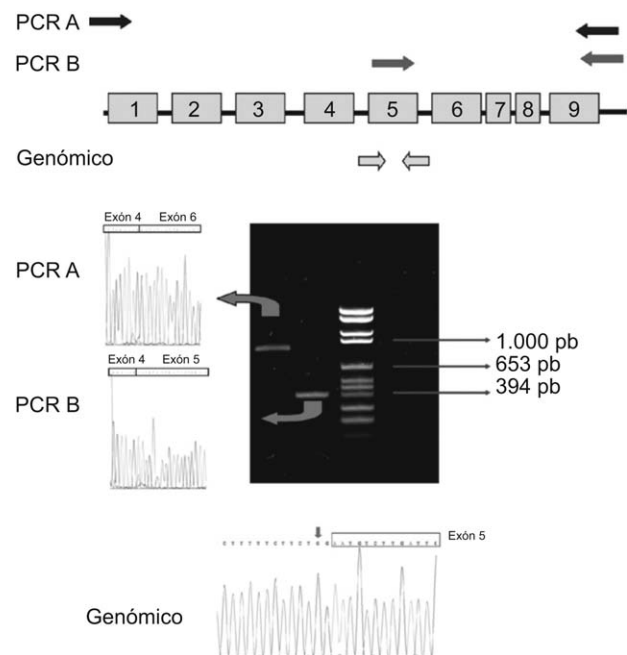 PCR A
PCR B
1 2 3 4 5 6 7 8 9
Genómico
Exón 4 Exón 6
PCR A
1.000 pb
653 pb
Exón 4 Exón 5
394 pb
PCR B
Exón 5
Genómico